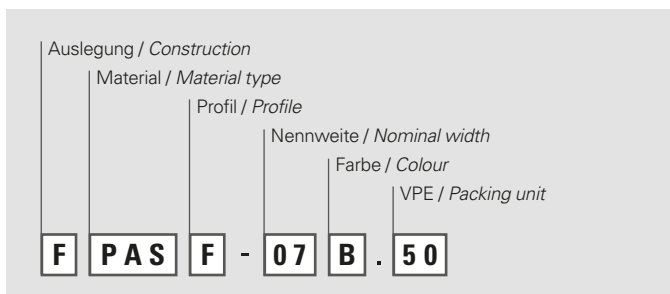 Auslegung / Construction
Material / Material type
Profil / Profile
Nennweite / Nominal width
Farbe / Colour
VPE / Packing unit
F PAS F - 07 B . 50